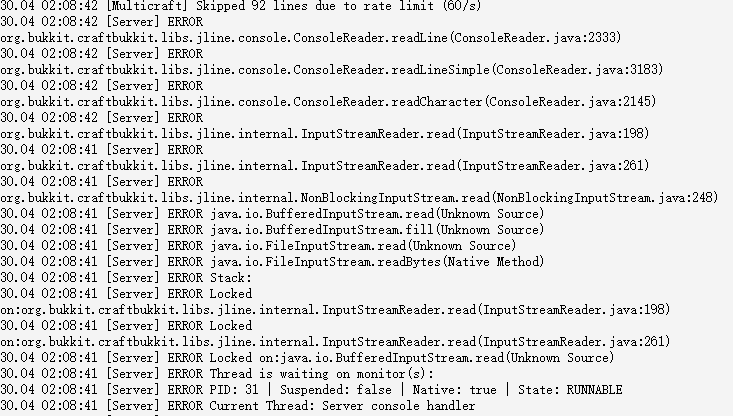 30.04 02:08:42 [Multicraft] Skipped 92 lines due to rate limit (60/s)
30.04 02:08:42 [Server] ERROR
org.bukkit.craftbukkit.libs.jline.console.ConsoleReader.readLine(ConsoleReader.java:2333)
30.04 02:08:42 [Server] ERROR
org.bukkit.craftbukkit.libs.jline.console.ConsoleReader.readLineSimple(ConsoleReader.java:3183)
30.04 02:08:42 [Server] ERROR
org.bukkit.craftbukkit.libs.jline.console.ConsoleReader.readCharacter(ConsoleReader.java:2145)
30.04 02:08:42 [Server] ERROR
org.bukkit.craftbukkit.libs.jline.internal.InputStreamReader.read(InputStreamReader.java:198)
30.04 02:08:41 [Server] ERROR
org.bukkit.craftbukkit.libs.jline.internal.InputStreamReader.read(InputStreamReader.java:261)
30.04 02:08:41 [Server] ERROR
org.bukkit.craftbukkit.libs.jline.internal.NonBlockingInputStream.read(NonBlockingInputStream.java:248)
30.04 02:08:41 [Server] ERROR java.io.BufferedInputStream.read(Unknown Source)
30.04 02:08:41 [Server] ERROR java.io.BufferedInputStream.fill(Unknown Source)
30.04 02:08:41 [Server] ERROR java.io.FileInputStream.read(Unknown Source)
30.04 02:08:41 [Server] ERROR java.io.FileInputStream.readBytes(Native Method)
30.04 02:08:41 [Server] ERROR Stack:
30.04 02:08:41 [Server] ERROR Locked
on:org.bukkit.craftbukkit.libs.jline.internal.InputStreamReader.read(InputStreamReader.java:198)
30.04 02:08:41 [Server] ERROR Locked
on:org.bukkit.craftbukkit.libs.jline.internal.InputStreamReader.read(InputStreamReader.java:261)
30.04 02:08:41 [Server] ERROR Locked on:java.io.BufferedInputStream.read(Unknown Source)
30.04 02:08:41 [Server] ERROR Thread is waiting on monitor(s):
30.04 02:08:41 [Server] ERROR PID: 31 | Suspended: false | Native: true | State: RUNNABLE
30.04 02:08:41 [Server] ERROR Current Thread: Server console handler